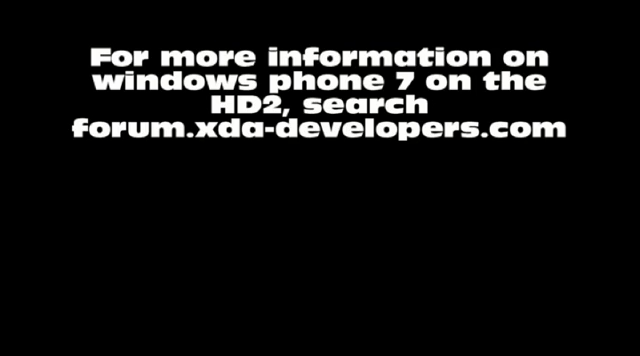 For more information on
windows phone 7 on the
HD2, search
forum.xda-developers.com